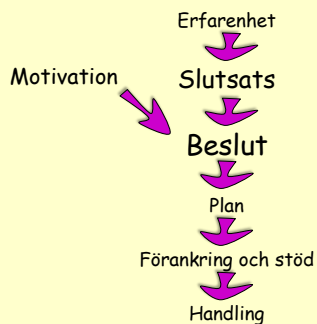 Erfarenhet
Motivation
Slutsats
Beslut
Plan
Förankring och stöd
Handling